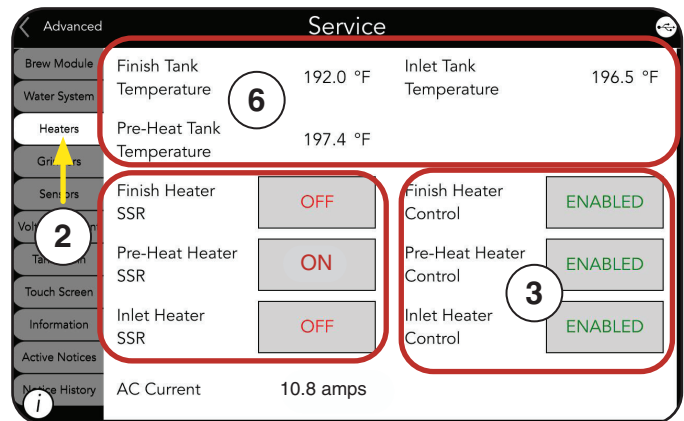 Advanced
Service
Brew Module
Water System
Heaters
Sensors
Touch Screen
Information
Active Notices
History
i
2
Finish Tank
Temperature
192.0 °F
Inlet Tank
Temperature
196.5 °F
6
Pre-Heat Tank
Temperature
197.4 °F
Finish Heater
SSR
OFF
Finish Heater
Control
ENABLED
Pre-Heat Heater
SSR
ON
Pre-Heat Heater
Control
ENABLED
3
Inlet Heater
SSR
OFF
Inlet Heater
Control
ENABLED
AC Current
10.8 amps